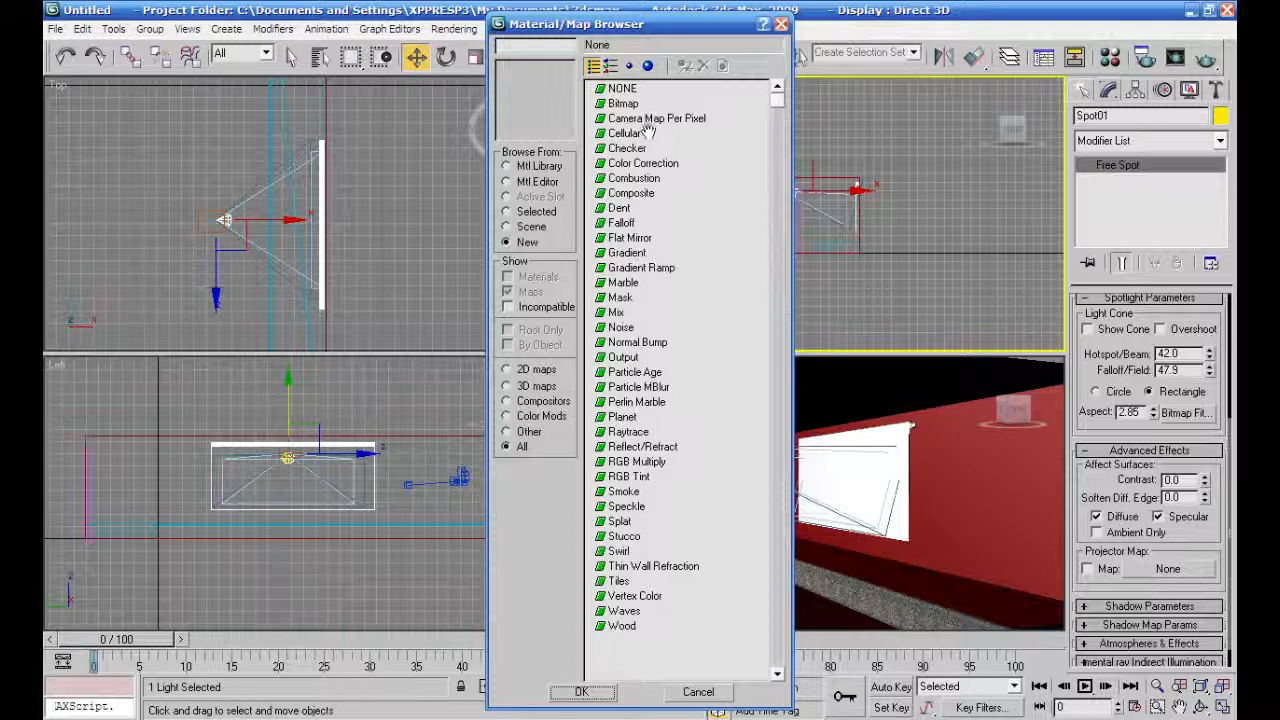 Untitled - Project Folder: C:\Documents and Settings\XPPRESP3\My
- Display : Direct 3D
File Edit Tools Group Views Create Modifiers Animation Graph Editors
All
Create Selection Set
Material/Map Browser
None
NONE
Bitmap
Camera Map Per Pixel
Cellular
Checker
Color Correction
Combustion
Composite
Dent
Falloff
Flat Mirror
Gradient
Gradient Ramp
Marble
Mask
Mix
Noise
Normal Bump
Output
Particle Age
Particle MBlur
Perlin Marble
Planet
Raytrace
Reflect/Refract
RGB Multiply
RGB Tint
Smoke
Speckle
Splat
Stucco
Swirl
Thin Wall Refraction
Tiles
Vertex Color
Waves
Wood
Browse From:
Mtl Library
Mtl Editor
Active Slot
Selected
Scene
New
Show
Materials
Maps
Incompatible
Root Only
By Object
2D maps
3D maps
Compositors
Color Mods
Other
All
OK
Cancel
Top
Left
Spot01
Modifier List
Free Spot
Spotlight Parameters
Light Cone
Show Cone Overshoot
Hotspot/Beam: 42.0
Falloff/Field: 47.9
Circle Rectangle
Aspect: 2.85 Bitmap Fit...
Advanced Effects
Affect Surfaces:
Contrast: 0.0
Soften Diff. Edge: 0.0
Diffuse Specular
Ambient Only
Projector Map:
Map: None
Shadow Parameters
Shadow Map Params
Atmospheres & Effects
mental ray Indirect Illumination
0 / 100
0 5 10 15 20 25 30 35 40
80 85 90 95 100
1 Light Selected
Click and drag to select and move objects
AXScript.
Add Time Tag
Auto Key Selected
Set Key Key Filters...
0